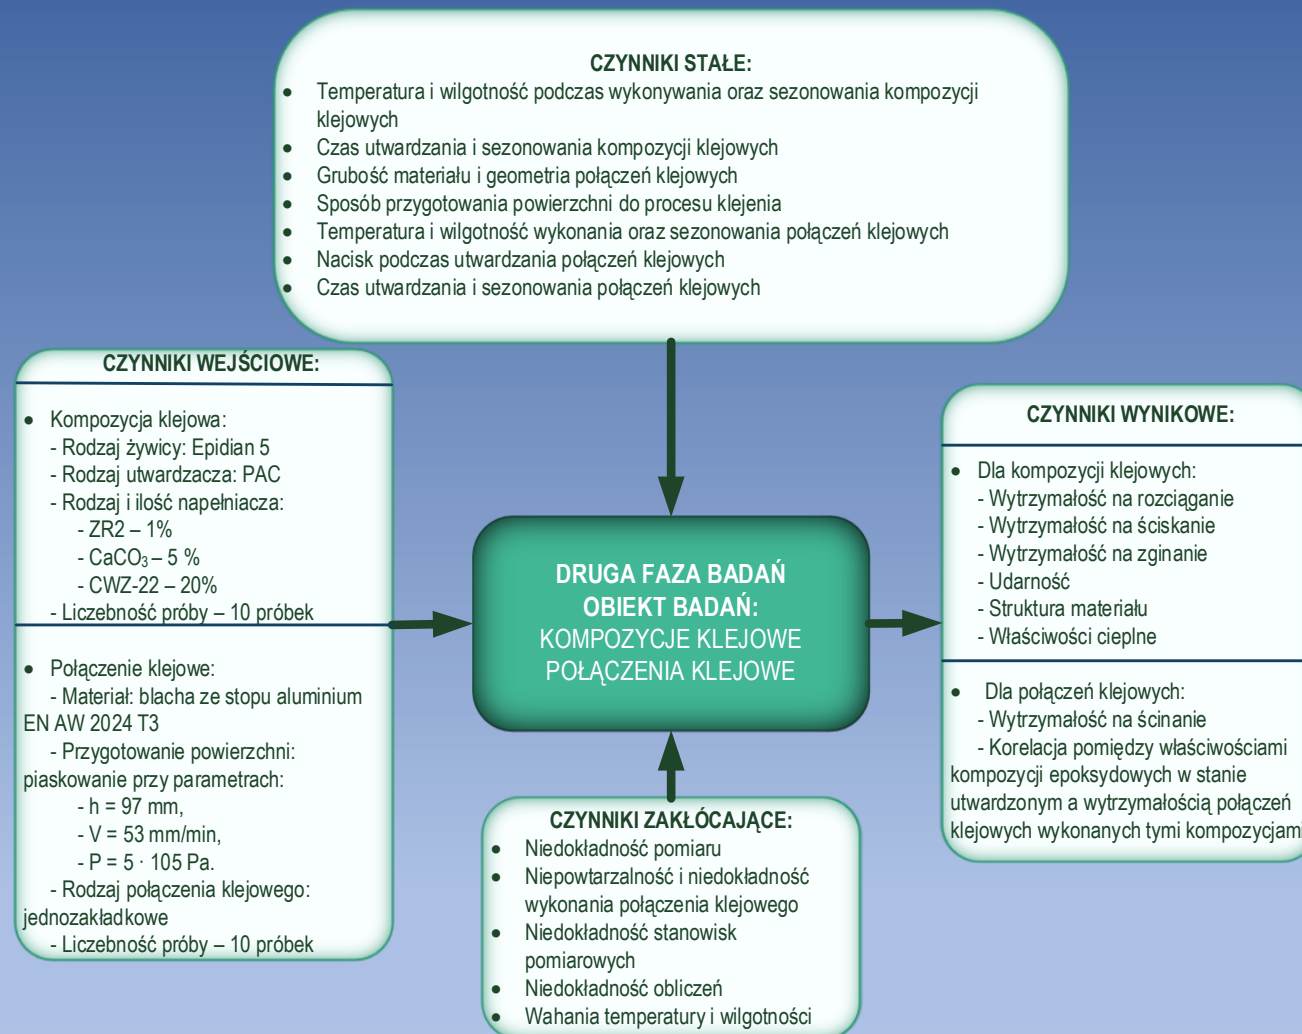 CZYNNIKI STAŁE:
• Temperatura i wilgotność podczas wykonywania oraz sezonowania kompozycji
klejowych
• Czas utwardzania i sezonowania kompozycji klejowych
• Grubość materiału i geometria połączeń klejowych
• Sposób przygotowania powierzchni do procesu klejenia
• Temperatura i wilgotność wykonania oraz sezonowania połączeń klejowych
• Nacisk podczas utwardzania połączeń klejowych
• Czas utwardzania i sezonowania połączeń klejowych
CZYNNIKI WEJŚCIOWE:
• Kompozycja klejowa:
- Rodzaj żywicy: Epidian 5
- Rodzaj utwardzacza: PAC
- Rodzaj i ilość napełniacza:
- ZR2 – 1%
- CaCO₃ – 5 %
- CWZ-22 – 20%
- Liczebność próby – 10 próbek
• Połączenie klejowe:
- Materiał: blacha ze stopu aluminium
EN AW 2024 T3
- Przygotowanie powierzchni:
piaskowanie przy parametrach:
- h = 97 mm,
- V = 53 mm/min,
- P = 5 · 105 Pa.
- Rodzaj połączenia klejowego:
jednozakładkowe
- Liczebność próby – 10 próbek
DRUGA FAZA BADAŃ
OBIEKT BADAŃ:
KOMPOZYCJE KLEJOWE
POŁĄCZENIA KLEJOWE
CZYNNIKI WYNIKOWE:
• Dla kompozycji klejowych:
- Wytrzymałość na rozciąganie
- Wytrzymałość na ściskanie
- Wytrzymałość na zginanie
- Udarność
- Struktura materiału
- Właściwości cieplne
• Dla połączeń klejowych:
- Wytrzymałość na ścinanie
- Korelacja pomiędzy właściwościami
kompozycji epoksydowych w stanie
utwardzonym a wytrzymałością połączeń
klejowych wykonanych tymi kompozycjami
CZYNNIKI ZAKŁÓCAJĄCE:
• Niedokładność pomiaru
• Niepowtarzalność i niedokładność
wykonania połączenia klejowego
• Niedokładność stanowisk
pomiarowych
• Niedokładność obliczeń
• Wahania temperatury i wilgotności